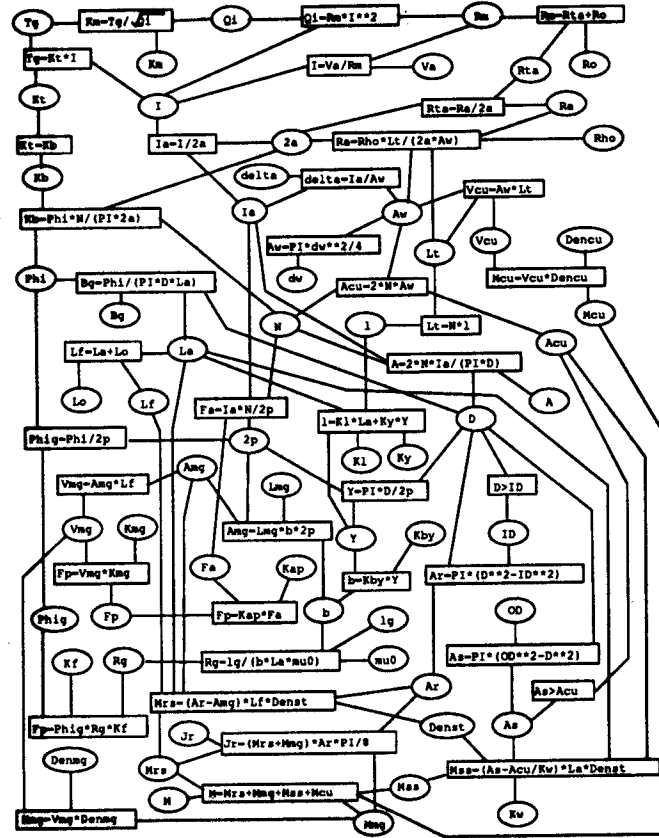 Tg Km=Tg/√Qi Qi Qi=Rm*I**2 Rm Rm=Rta+Ro
Tg=Kt*I Km I=Va/Rm Va Rta Ro
Kt I Rta=Ra/2a Ra
Kt=Kb Ia=1/2a 2a Ra=Rho*Lt/(2a*Aw) Rho
Kb delta delta=Ia/Aw Vcu=Aw*Lt
Kb=Phi*N/(PI*2a) Ia Aw
Aw=PI*dw**2/4 Lt Vcu Dencu
Phi Bg=Phi/(PI*D*La) dw Acu=2*N*Aw Mcu=Vcu*Dencu
Bg N l Lt=N*l Mcu
Lf=La+Lo La A=2*N*Ia/(PI*D) Acu
Lo Lf Fa=Ia*N/2p l=Kl*La+Ky*Y D A
Phig=Phi/2p 2p Kl Ky
Vmg=Amg*Lf Amg Lmg Y=PI*D/2p D>ID
Vmg Kmg Amg=Lmg*b*2p Y Kby ID
Fp=Vmg*Kmg Fa Kap b=Kby*Y Ar=PI*(D**2-ID**2)
Phig Fp Fp=Kap*Fa b lg OD
Kf Rg Rg=lg/(b*La*mu0) mu0 As=PI*(OD**2-D**2)
Mrs=(Ar-Amg)*Lf*Denst Ar As>Acu
Fp=Phig*Rg*Kf Jr Jr=(Mrs+Mmg)*Ar*PI/8 Denst As
Denmg Mrs Mss Mss=(As-Acu/Kw)*La*Denst
M M=Mrs+Mmg+Mss+Mcu Kw
Mmg=Vmg*Denmg Mmg